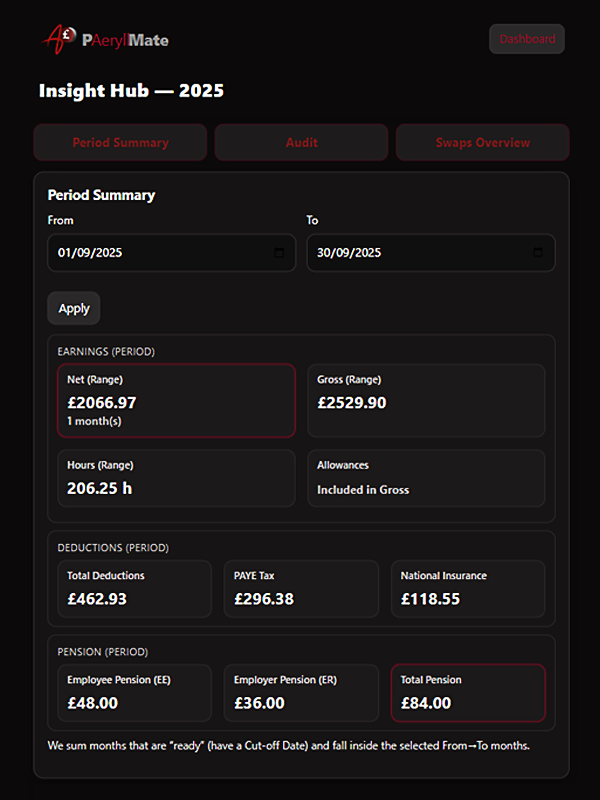 PAeryllMate
Dashboard
Insight Hub — 2025
Period Summary Audit Swaps Overview
Period Summary
From To
01/09/2025 30/09/2025
Apply
EARNINGS (PERIOD)
Net (Range) Gross (Range)
£2066.97 £2529.90
1 month(s)
Hours (Range) Allowances
206.25 h Included in Gross
DEDUCTIONS (PERIOD)
Total Deductions PAYE Tax National Insurance
£462.93 £296.38 £118.55
PENSION (PERIOD)
Employee Pension (EE) Employer Pension (ER) Total Pension
£48.00 £36.00 £84.00
We sum months that are “ready” (have a Cut-off Date) and fall inside the selected From→To months.